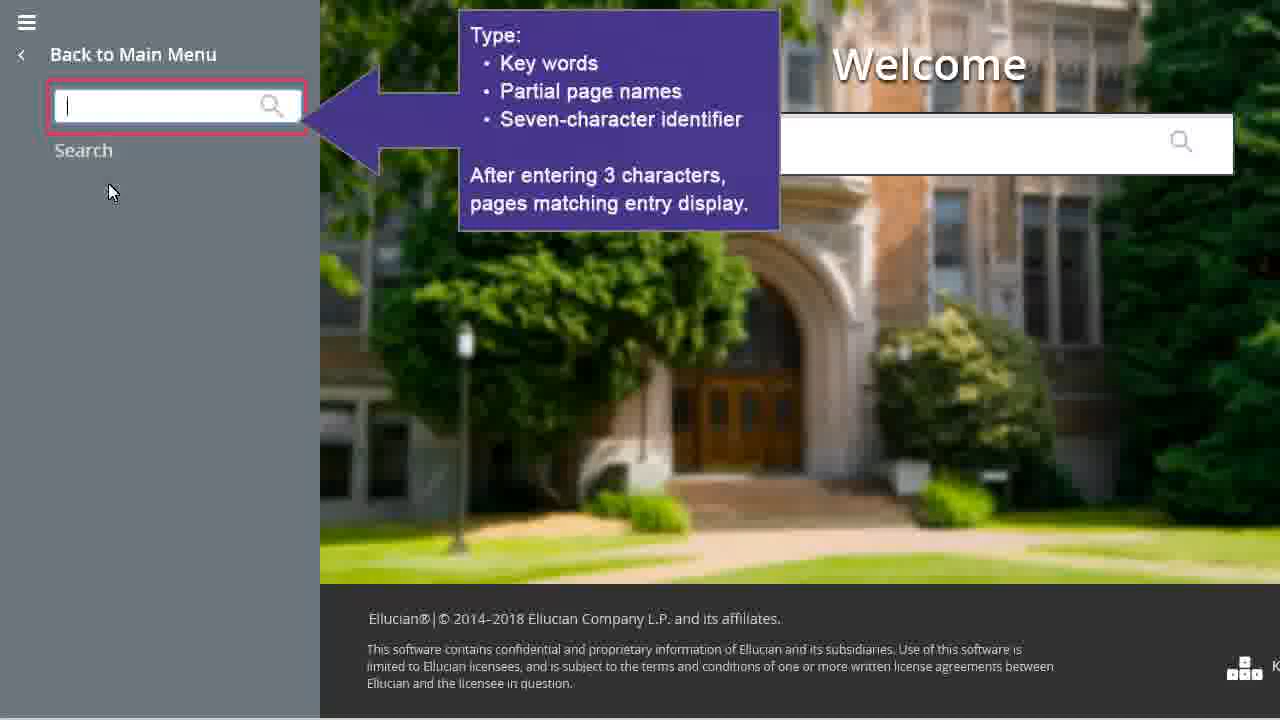 Back to Main Menu
Search
Type:
• Key words
• Partial page names
• Seven-character identifier
After entering 3 characters,
pages matching entry display.
Welcome
Ellucian®|© 2014-2018 Ellucian Company L.P. and its affiliates.
This software contains confidential and proprietary information of Ellucian and its subsidiaries. Use of this software is
limited to Ellucian licensees, and is subject to the terms and conditions of one or more written license agreements between
Ellucian and the licensee in question.
K